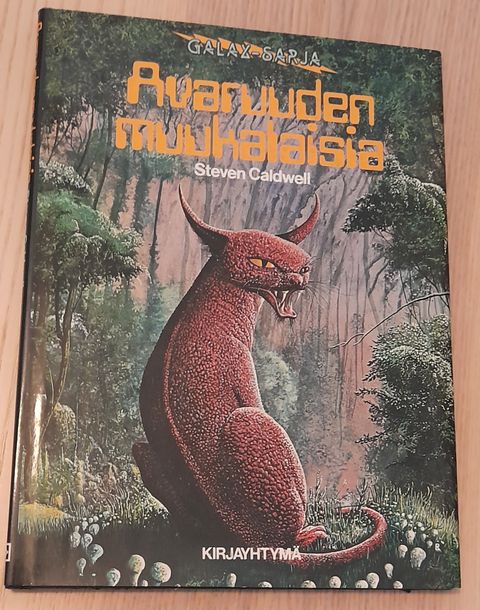 GALAX-SARJA
Avaruuden
muukalaisia
Steven Caldwell
KIRJAYHTYMÄ